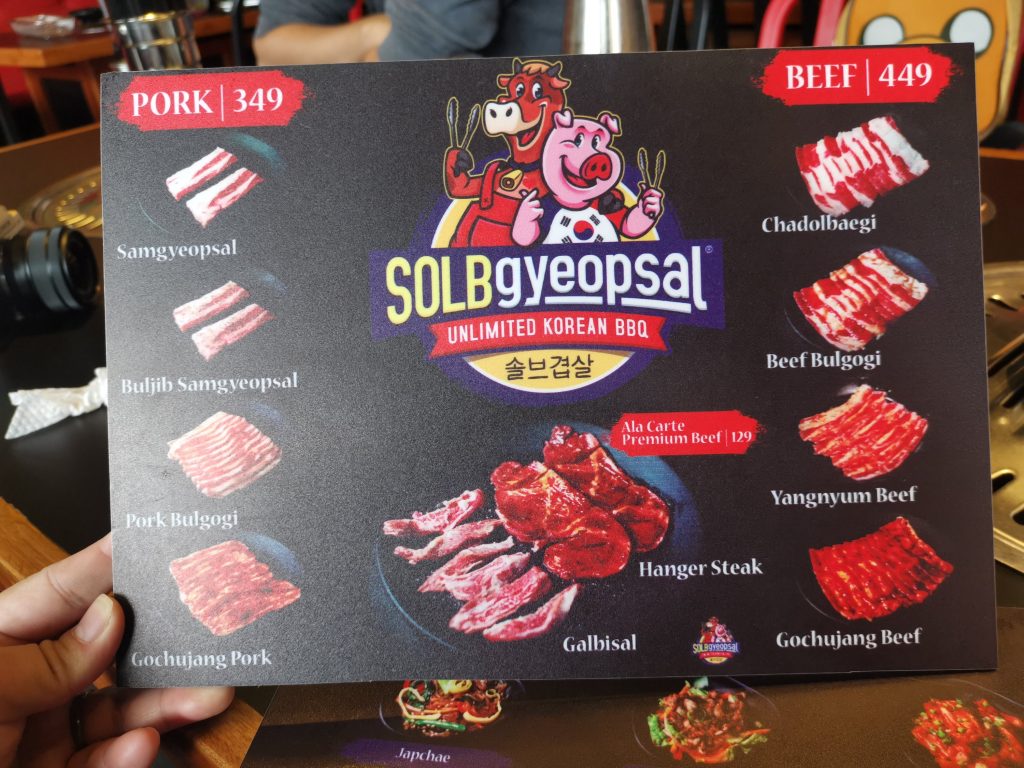 PORK | 349
Samgyeopsal
Buljib Samgyeopsal
Pork Bulgogi
Gochujang Pork
SOLBgyeopsal®
UNLIMITED KOREAN BBQ
솔브겹살
Ala Carte
Premium Beef | 129
Hanger Steak
Galbisal
SOLBgyeopsal
BEEF | 449
Chadolbaegi
Beef Bulgogi
Yangnyum Beef
Gochujang Beef
Japchae